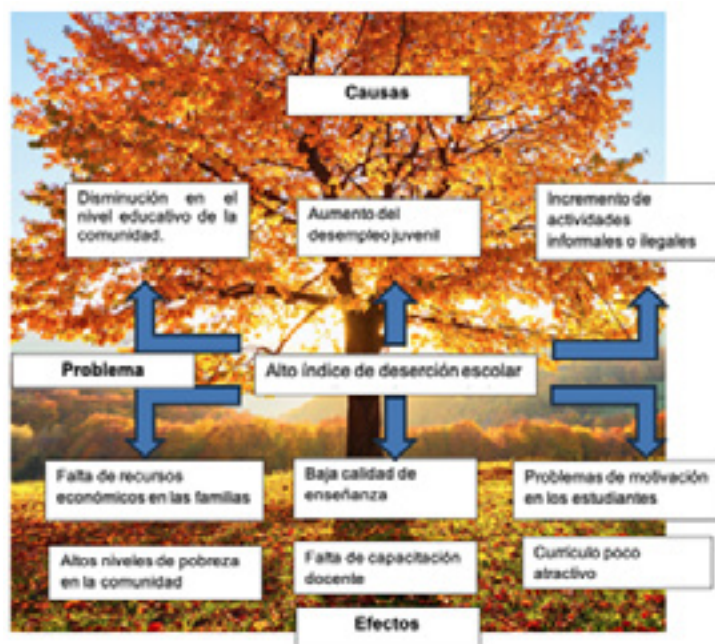 Causas
Disminución en el
nivel educativo de la
comunidad.
Aumento del
desempleo juvenil
Incremento de
actividades
informales o ilegales
Problema
Alto índice de deserción escolar
Falta de recursos
económicos en las familias
Baja calidad de
enseñanza
Problemas de motivación
en los estudiantes
Altos niveles de pobreza
en la comunidad
Falta de capacitación
docente
Currículo poco
atractivo
Efectos